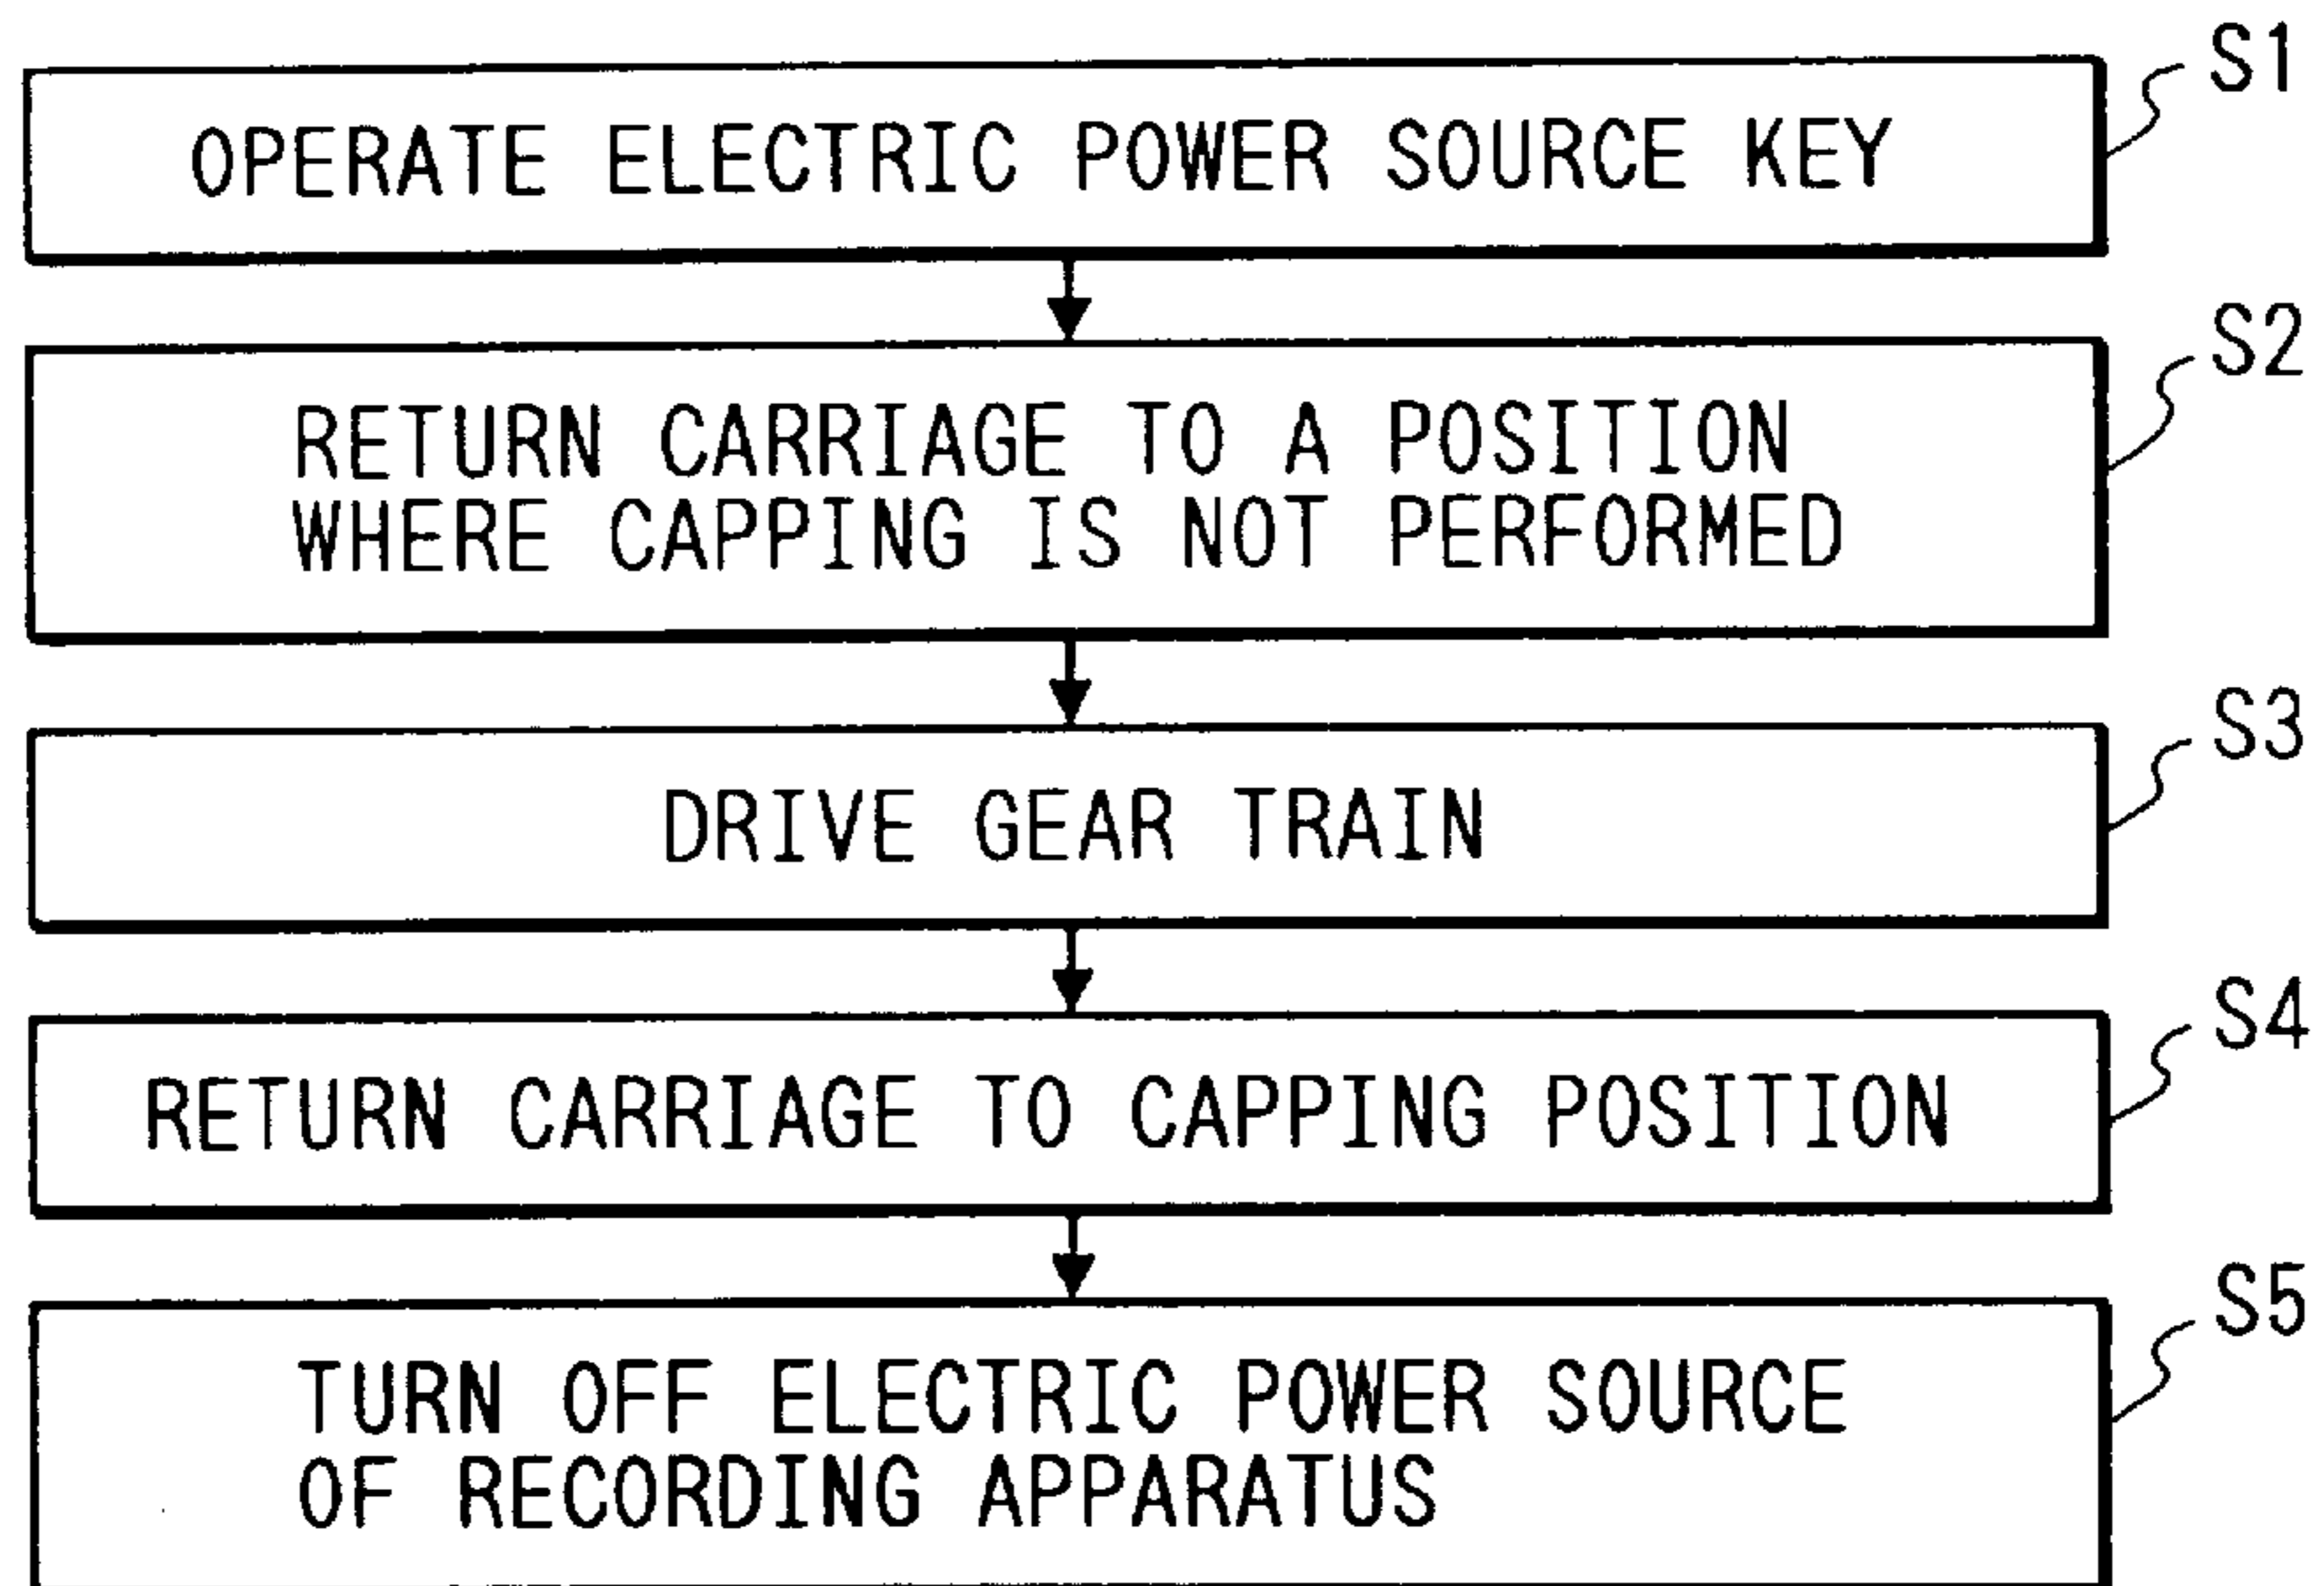 S1
OPERATE ELECTRIC POWER SOURCE KEY
S2
RETURN CARRIAGE TO A POSITION
WHERE CAPPING IS NOT PERFORMED
S3
DRIVE GEAR TRAIN
S4
RETURN CARRIAGE TO CAPPING POSITION
S5
TURN OFF ELECTRIC POWER SOURCE
OF RECORDING APPARATUS